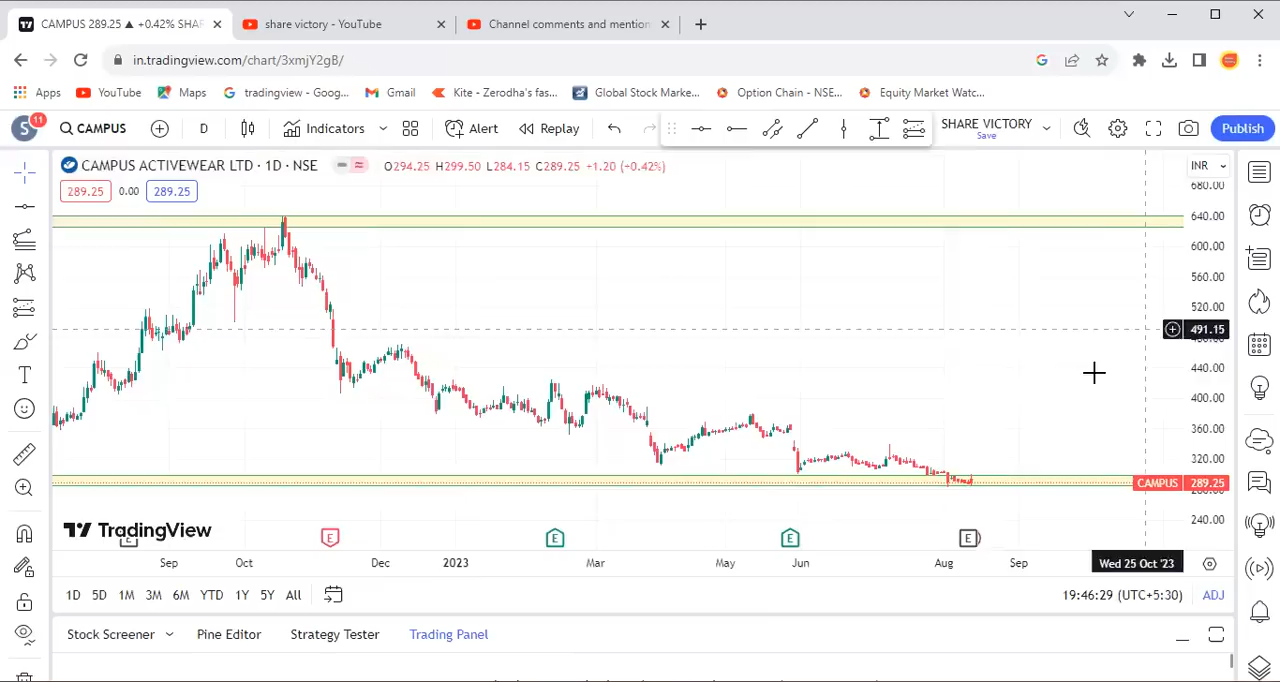 CAMPUS 289.25 ▲ +0.42% SHAR
share victory - YouTube
Channel comments and mention
in.tradingview.com/chart/3xmjY2gB/
Apps
YouTube
Maps
tradingview - Goog...
Gmail
Kite - Zerodha's fas...
Global Stock Marke...
Option Chain - NSE...
Equity Market Watc...
S
11
CAMPUS
D
Indicators
Alert
Replay
SHARE VICTORY
Save
Publish
CAMPUS ACTIVEWEAR LTD · 1D · NSE
O294.25 H299.50 L284.15 C289.25 +1.20 (+0.42%)
INR
289.25
0.00
289.25
680.00
640.00
600.00
560.00
520.00
491.15
440.00
400.00
360.00
320.00
CAMPUS 289.25
240.00
TradingView
E
E
E
E
E
Sep
Oct
Dec
2023
Mar
May
Jun
Aug
Sep
Wed 25 Oct '23
1D
5D
1M
3M
6M
YTD
1Y
5Y
All
19:46:29 (UTC+5:30)
ADJ
Stock Screener
Pine Editor
Strategy Tester
Trading Panel